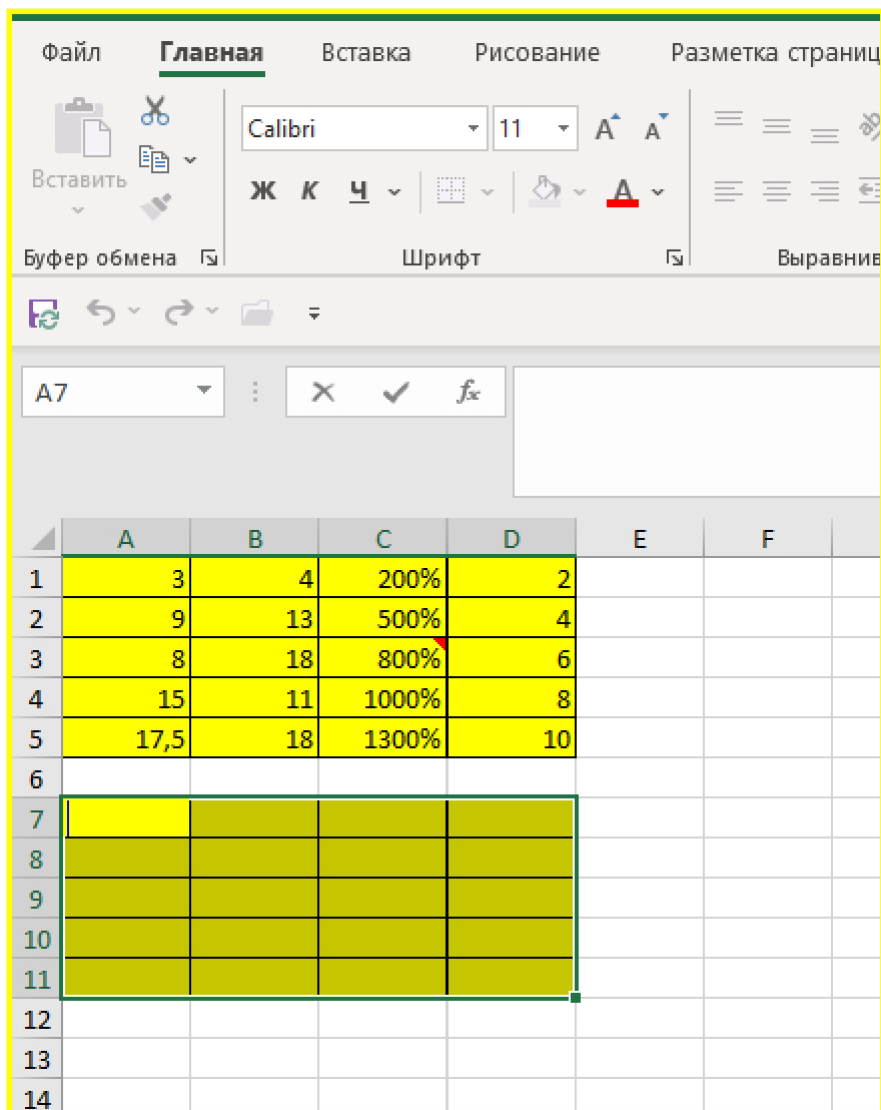 Файл Главная Вставка Рисование Разметка страниц
Calibri 11 А А
Вставить Ж К Ч А
Буфер обмена Шрифт Выравнив
A7 fx
A B C D E F
1 3 4 200% 2
2 9 13 500% 4
3 8 18 800% 6
4 15 11 1000% 8
5 17,5 18 1300% 10
6
7
8
9
10
11
12
13
14